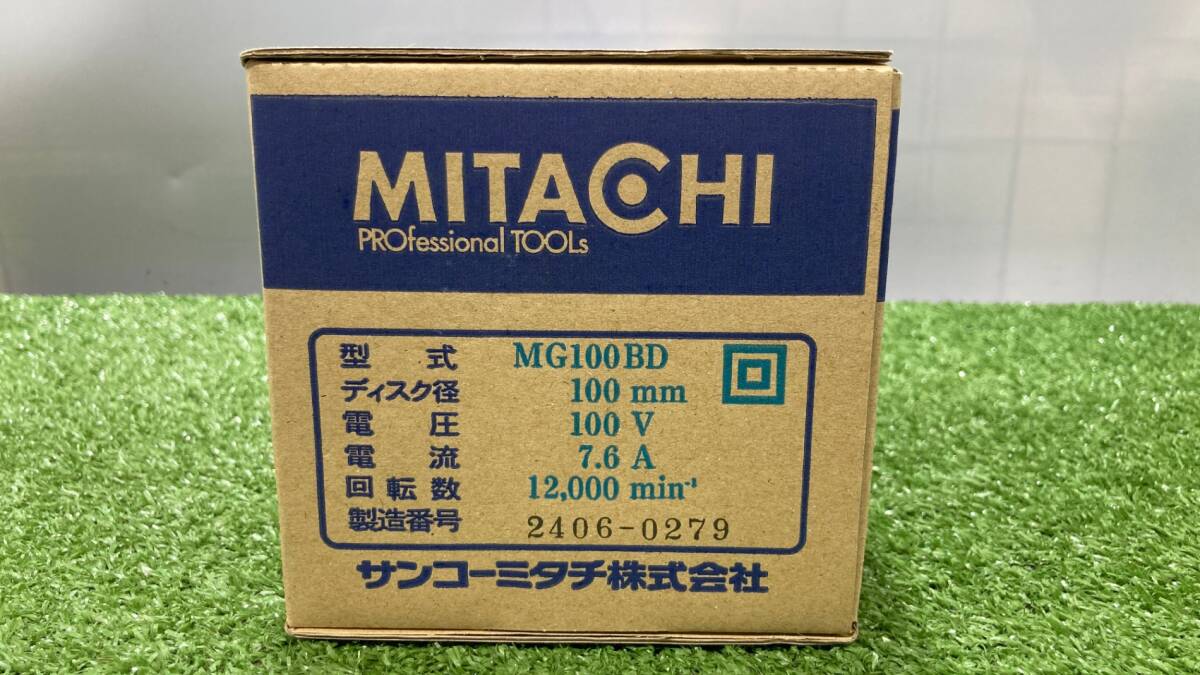 MITACHI
PROfessional TOOLs
型式 MG100BD
ディスク径 100 mm
電圧 100 V
電流 7.6 A
回転数 12,000 min⁻¹
製造番号 2406-0279
サンコーミタチ株式会社